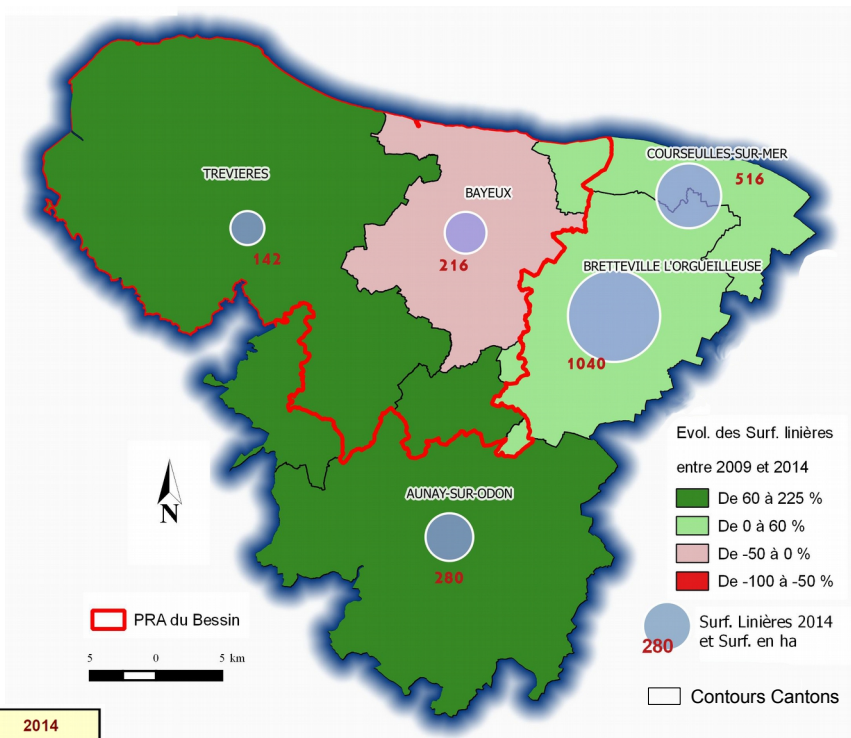 COURSEULLES-SUR-MER
516
TREVIERES
BAYEUX
142
216
BRETTEVILLE L'ORGUEILLEUSE
1040
Evol. des Surf. linières
entre 2009 et 2014
De 60 à 225 %
De 0 à 60 %
De -50 à 0 %
De -100 à -50 %
AUNAY-SUR-ODON
280
N
PRA du Bessin
Surf. Linières 2014
et Surf. en ha
280
5 0 5 km
Contours Cantons
2014